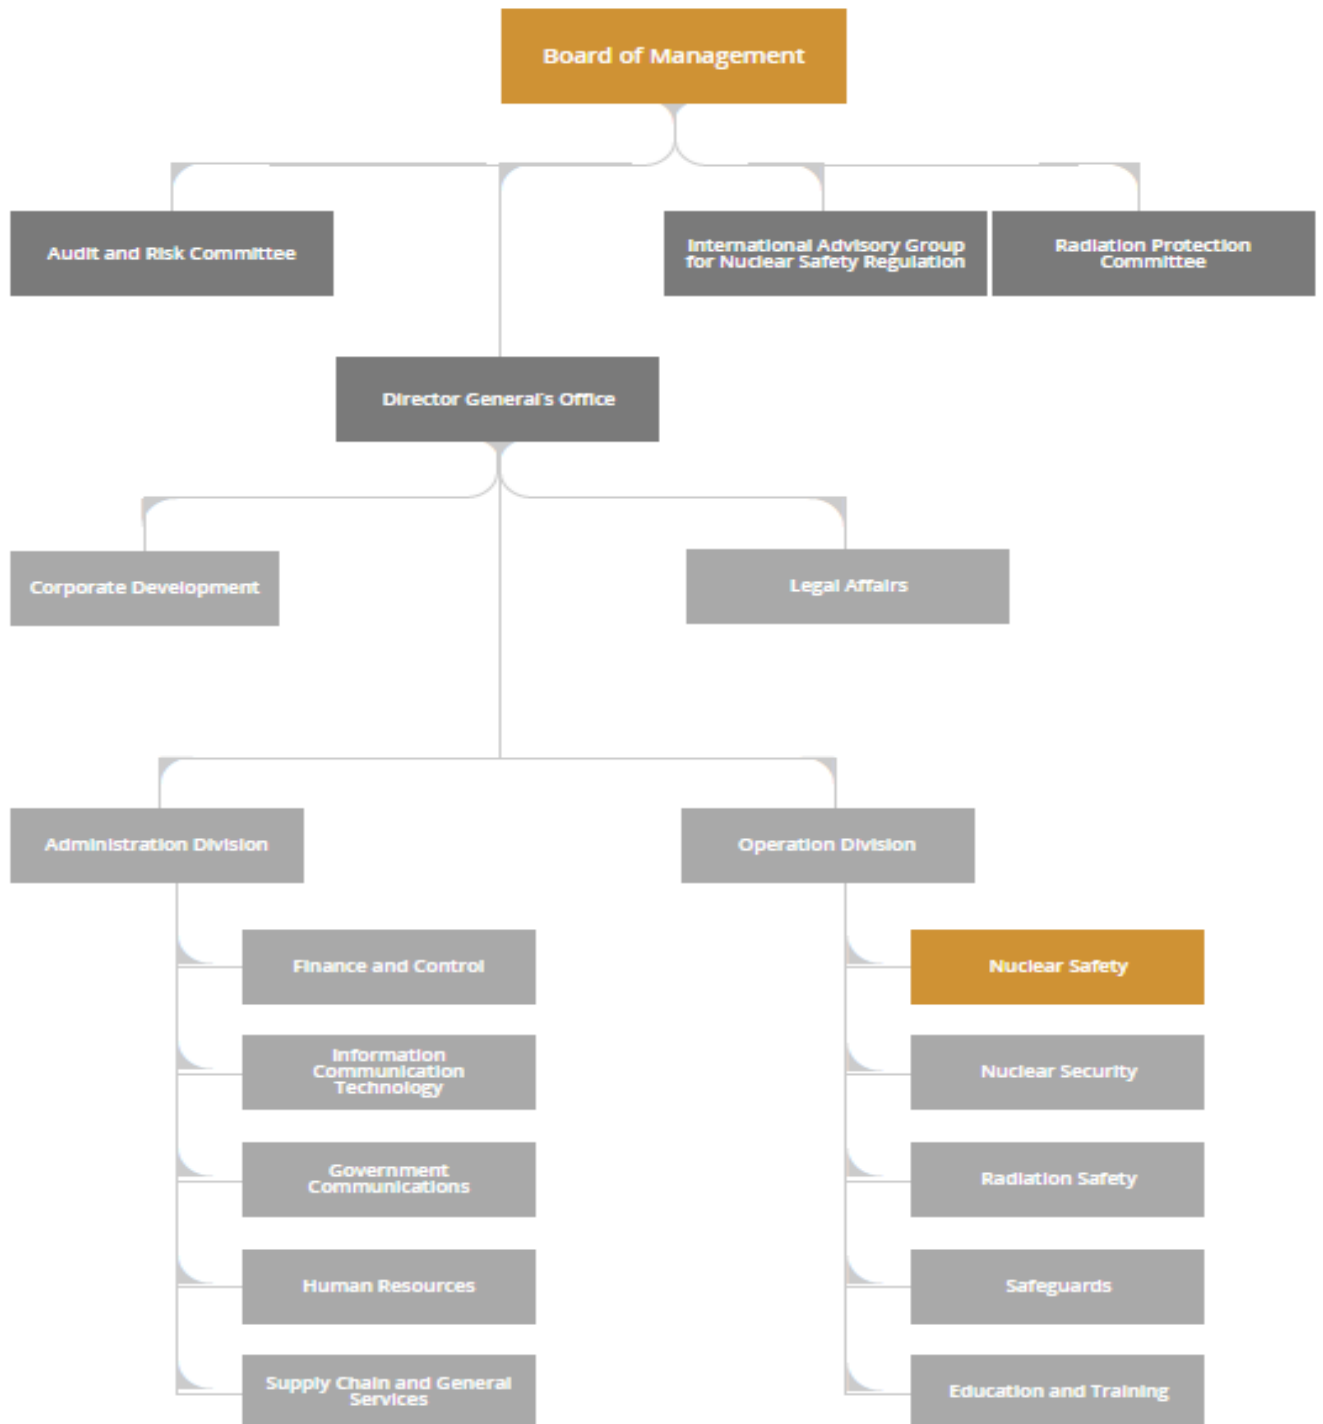 Board of Management
Audit and Risk Committee
International Advisory Group
for Nuclear Safety Regulation
Radiation Protection
Committee
Director General's Office
Corporate Development
Legal Affairs
Administration Division
Operation Division
Finance and Control
Nuclear Safety
Information
Communication
Technology
Nuclear Security
Government
Communications
Radiation Safety
Human Resources
Safeguards
Supply Chain and General
Services
Education and Training